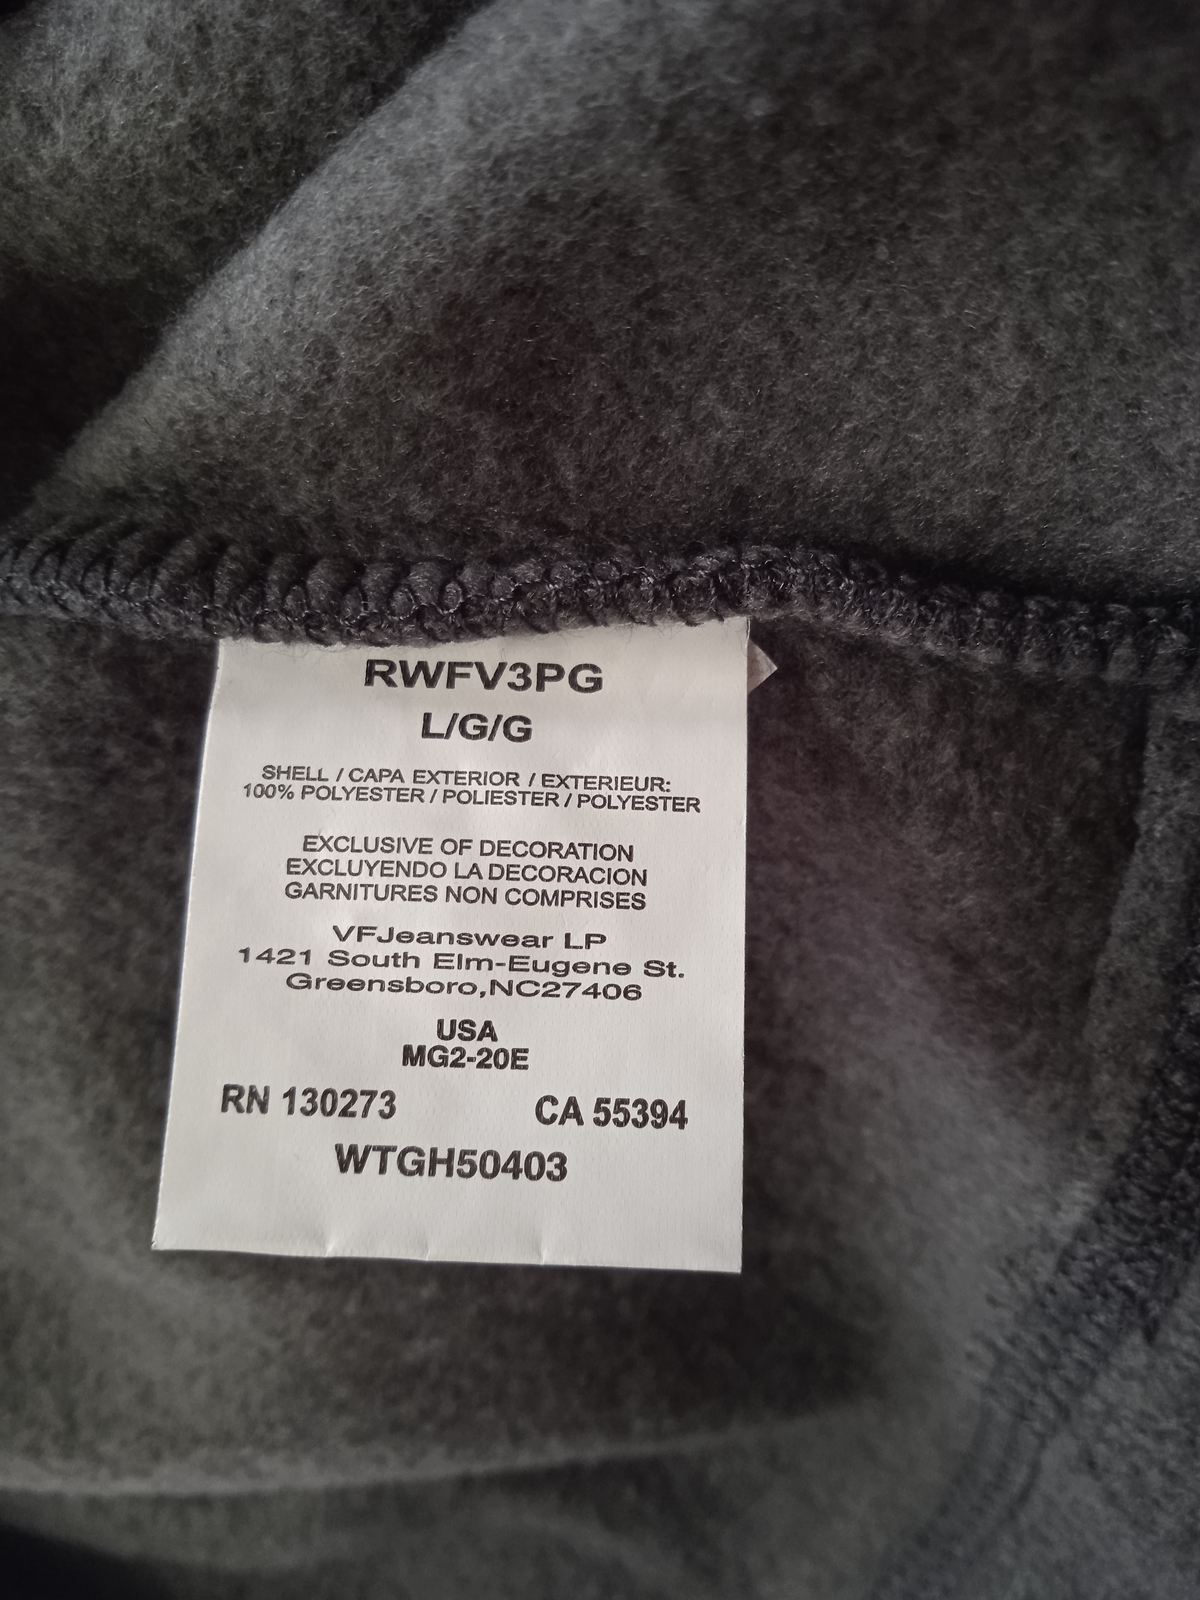 RWFV3PG
L/G/G
SHELL / CAPA EXTERIOR / EXTERIEUR:
100% POLYESTER / POLIESTER / POLYESTER
EXCLUSIVE OF DECORATION
EXCLUYENDO LA DECORACION
GARNITURES NON COMPRISES
VFJeanswear LP
1421 South Elm-Eugene St.
Greensboro,NC27406
USA
MG2-20E
RN 130273 CA 55394
WTGH50403